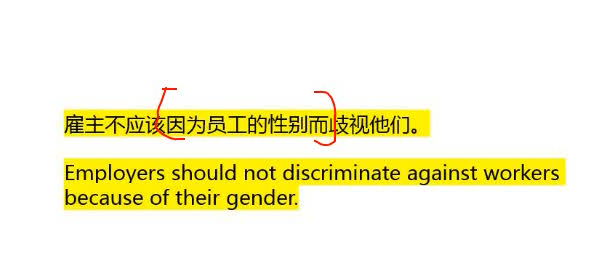 雇主不应该因为员工的性别而歧视他们。
Employers should not discriminate against workers
because of their gender.